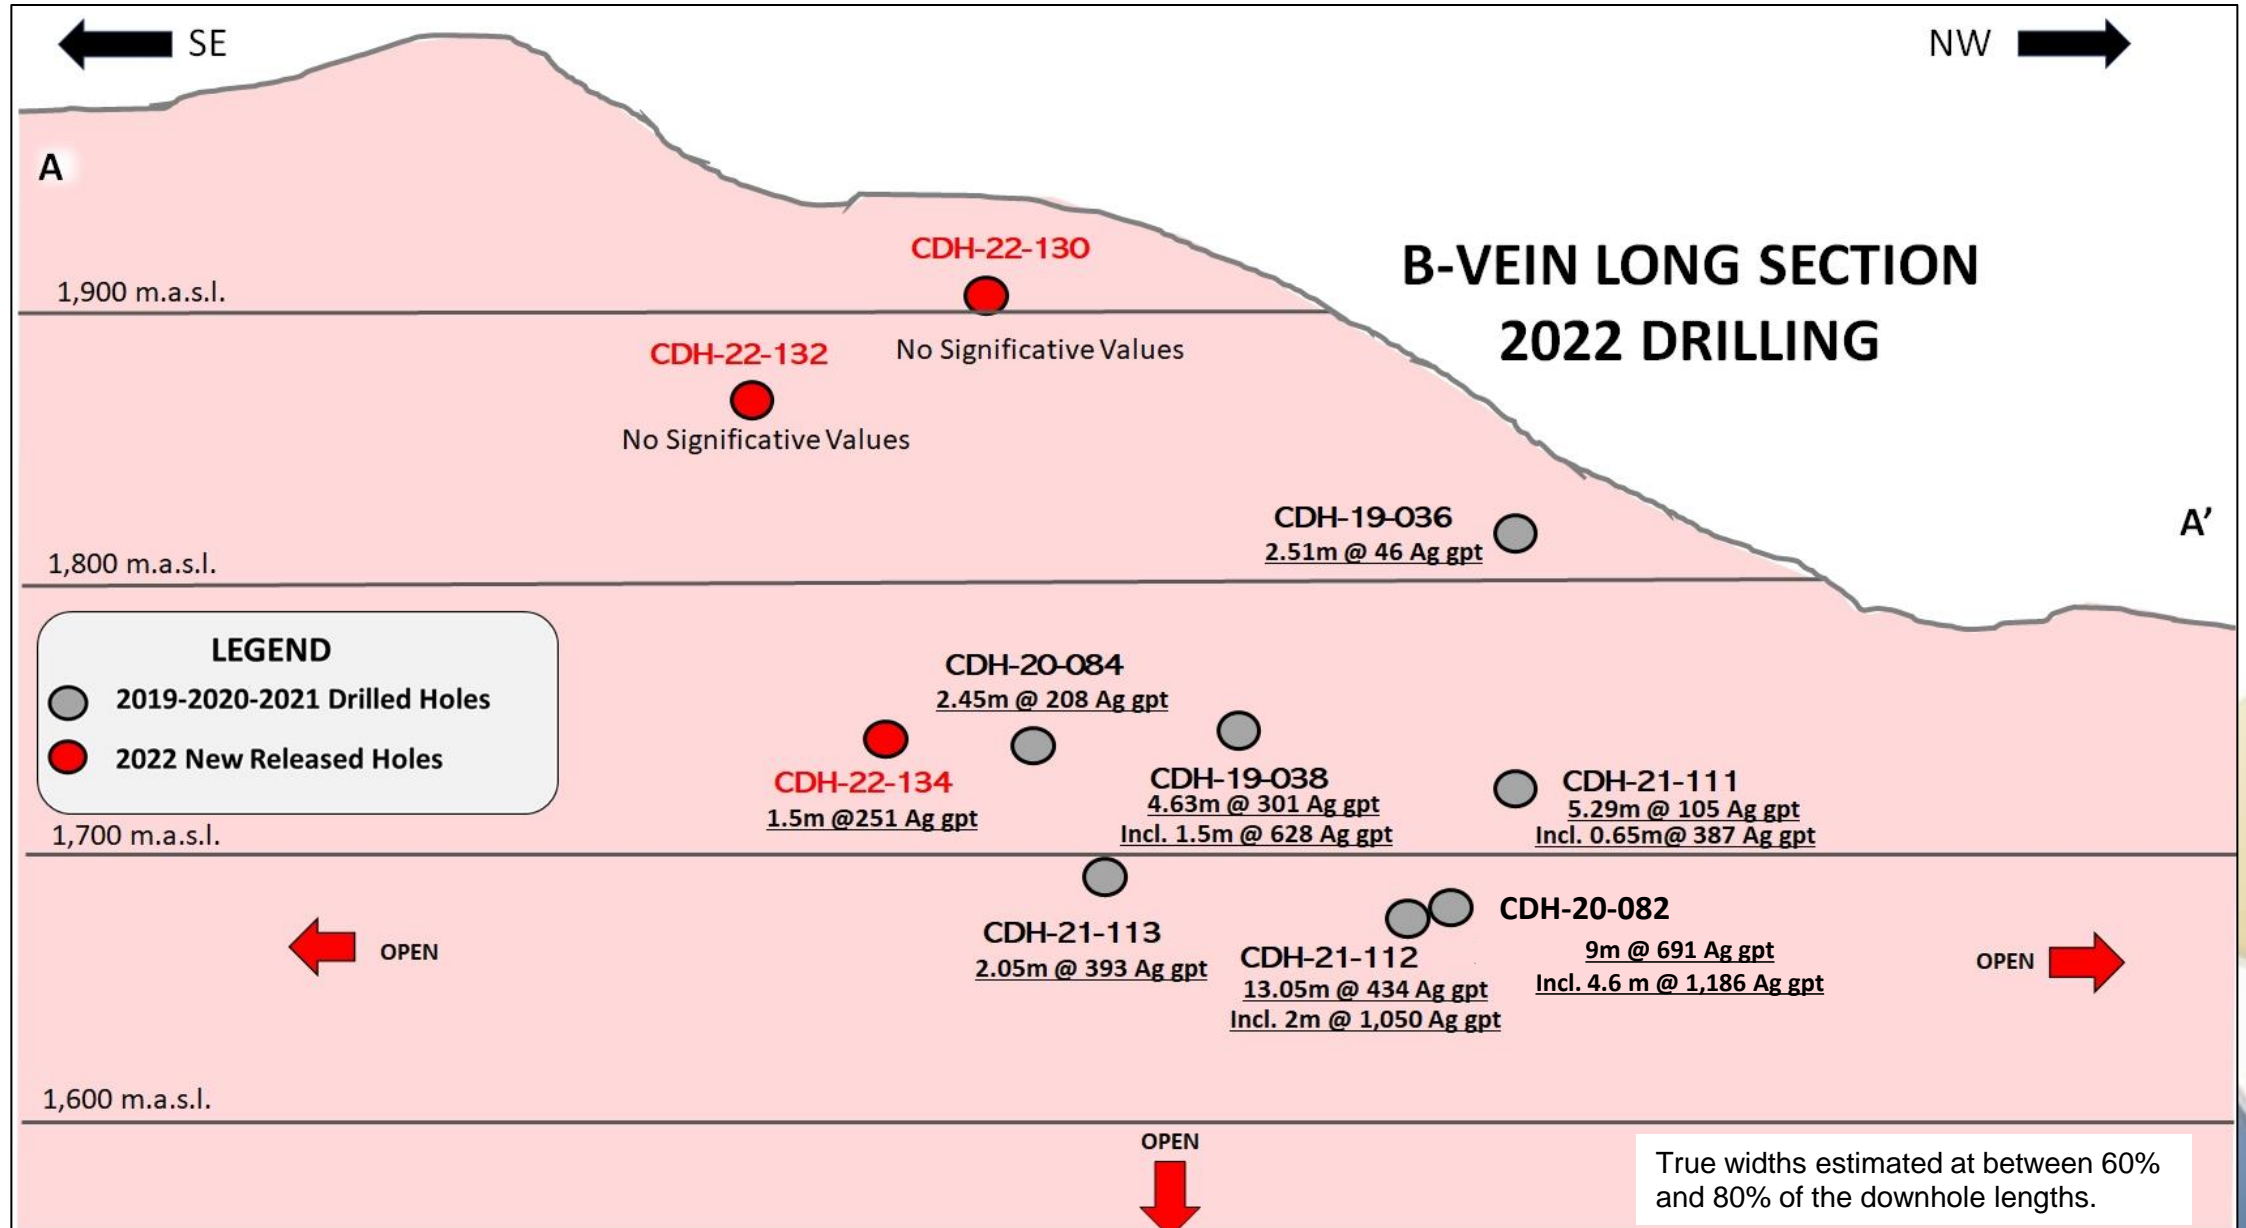 SE
NW
A
CDH-22-130
B-VEIN LONG SECTION
2022 DRILLING
1,900 m.a.s.l.
CDH-22-132
No Significative Values
No Significative Values
CDH-19-036
2.51m @ 46 Ag gpt
A’
1,800 m.a.s.l.
LEGEND
2019-2020-2021 Drilled Holes
2022 New Released Holes
CDH-20-084
2.45m @ 208 Ag gpt
CDH-22-134
1.5m @251 Ag gpt
CDH-19-038
4.63m @ 301 Ag gpt
Incl. 1.5m @ 628 Ag gpt
CDH-21-111
5.29m @ 105 Ag gpt
Incl. 0.65m@ 387 Ag gpt
1,700 m.a.s.l.
CDH-21-113
2.05m @ 393 Ag gpt
CDH-21-112
13.05m @ 434 Ag gpt
Incl. 2m @ 1,050 Ag gpt
CDH-20-082
9m @ 691 Ag gpt
Incl. 4.6 m @ 1,186 Ag gpt
OPEN
OPEN
1,600 m.a.s.l.
OPEN
True widths estimated at between 60%
and 80% of the downhole lengths.